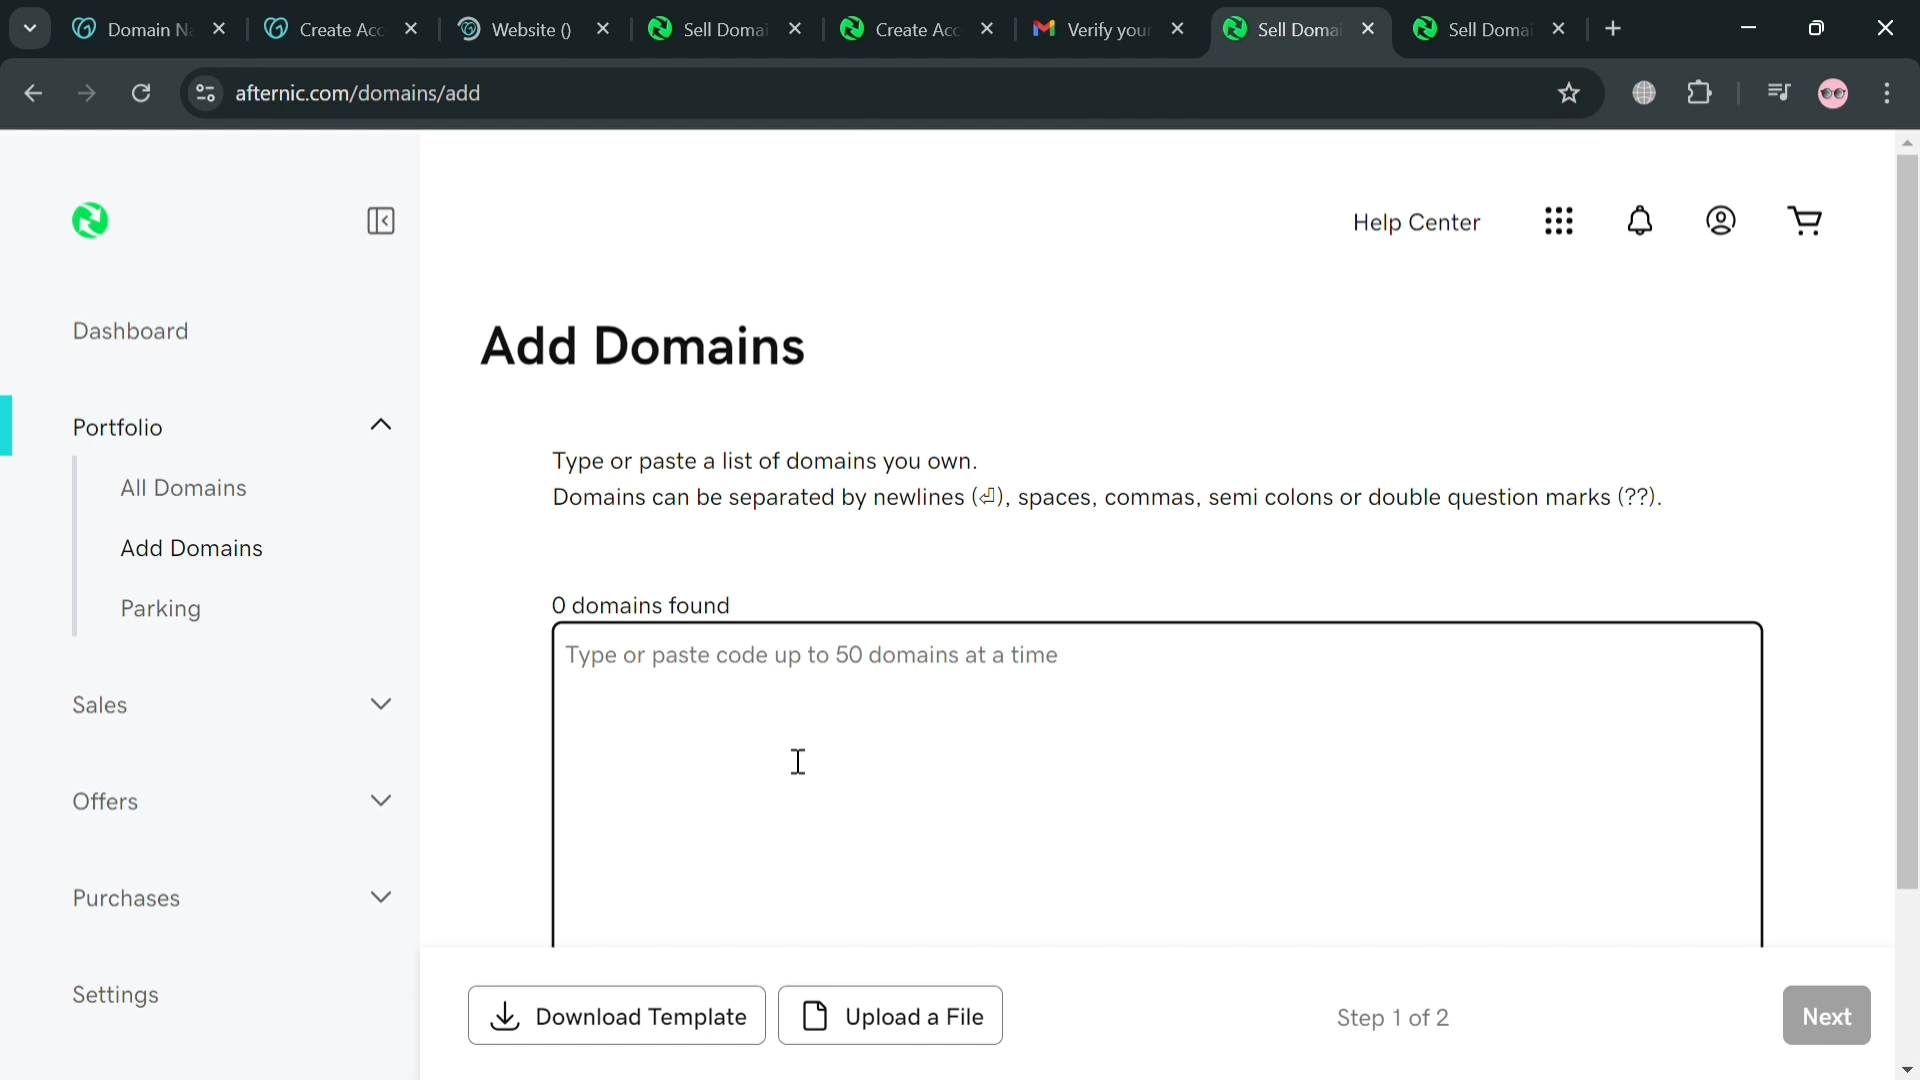 Domain Na
Create Acc
Website ()
Sell Domai
Create Acc
Verify your
Sell Domai
Sell Domai
afternic.com/domains/add
Help Center
Dashboard
Portfolio
All Domains
Add Domains
Parking
Sales
Offers
Purchases
Settings
Add Domains
Type or paste a list of domains you own.
Domains can be separated by newlines (⏎), spaces, commas, semi colons or double question marks (??).
0 domains found
Type or paste code up to 50 domains at a time
Download Template
Upload a File
Step 1 of 2
Next